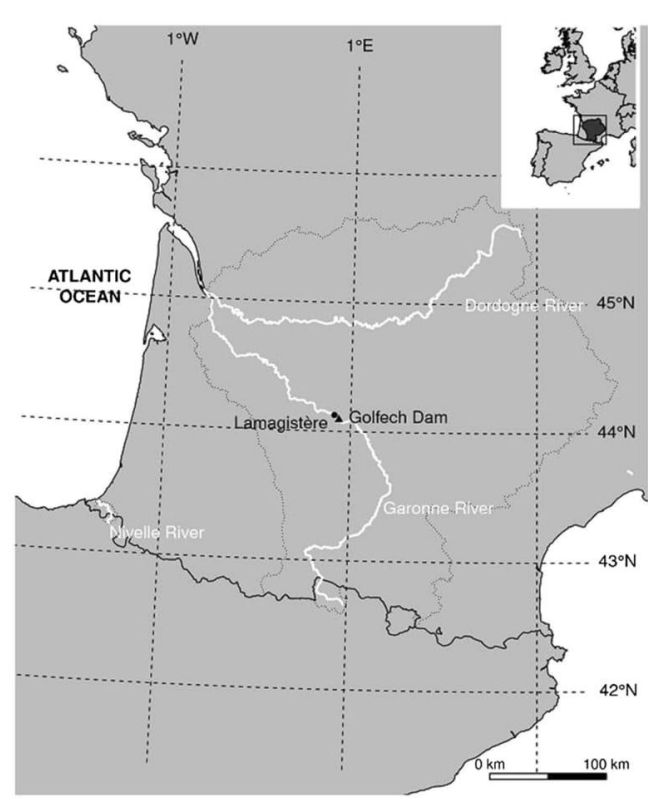 1°W
1°E
ATLANTIC
OCEAN
45°N
Dordogne River
Lamagistère
Golfech Dam
44°N
Garonne River
Nivelle River
43°N
42°N
0 km
100 km